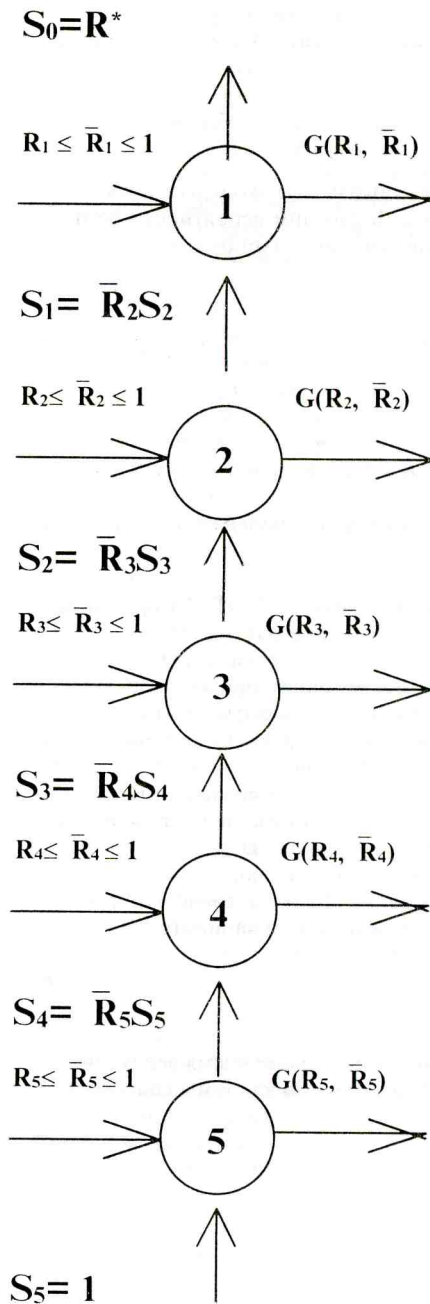 S₀=R*
R₁ ≤ R̅₁ ≤ 1 G(R₁, R̅₁)
1
S₁= R̅₂S₂
R₂≤ R̅₂ ≤ 1 G(R₂, R̅₂)
2
S₂= R̅₃S₃
R₃≤ R̅₃ ≤ 1 G(R₃, R̅₃)
3
S₃= R̅₄S₄
R₄≤ R̅₄ ≤ 1 G(R₄, R̅₄)
4
S₄= R̅₅S₅
R₅≤ R̅₅ ≤ 1 G(R₅, R̅₅)
5
S₅= 1